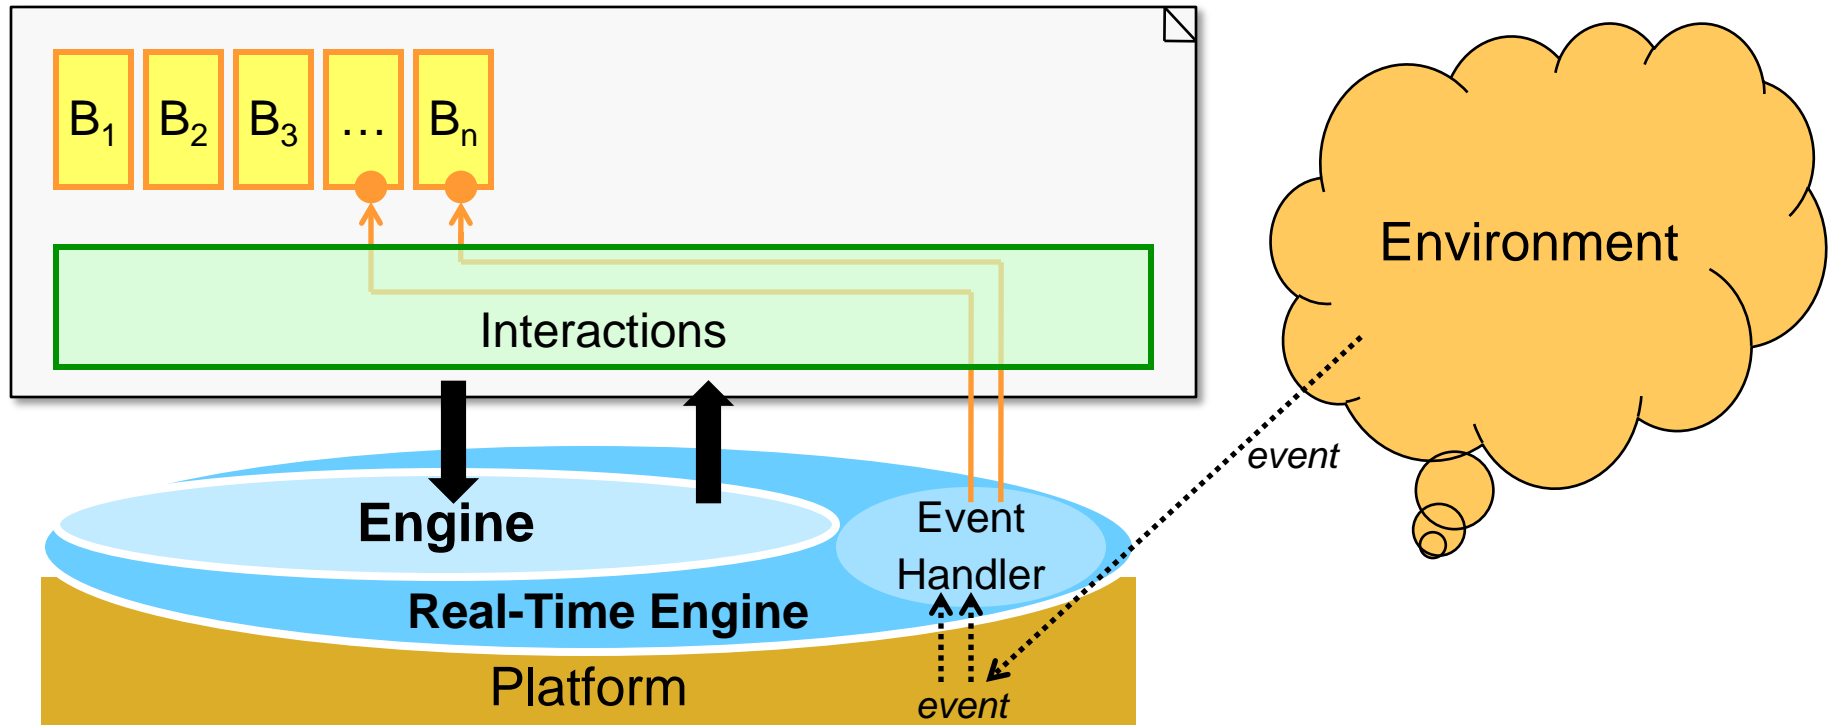 B1 B2 B3 … Bn
Environment
Interactions
event
Engine
Event
Handler
Real-Time Engine
Platform
event